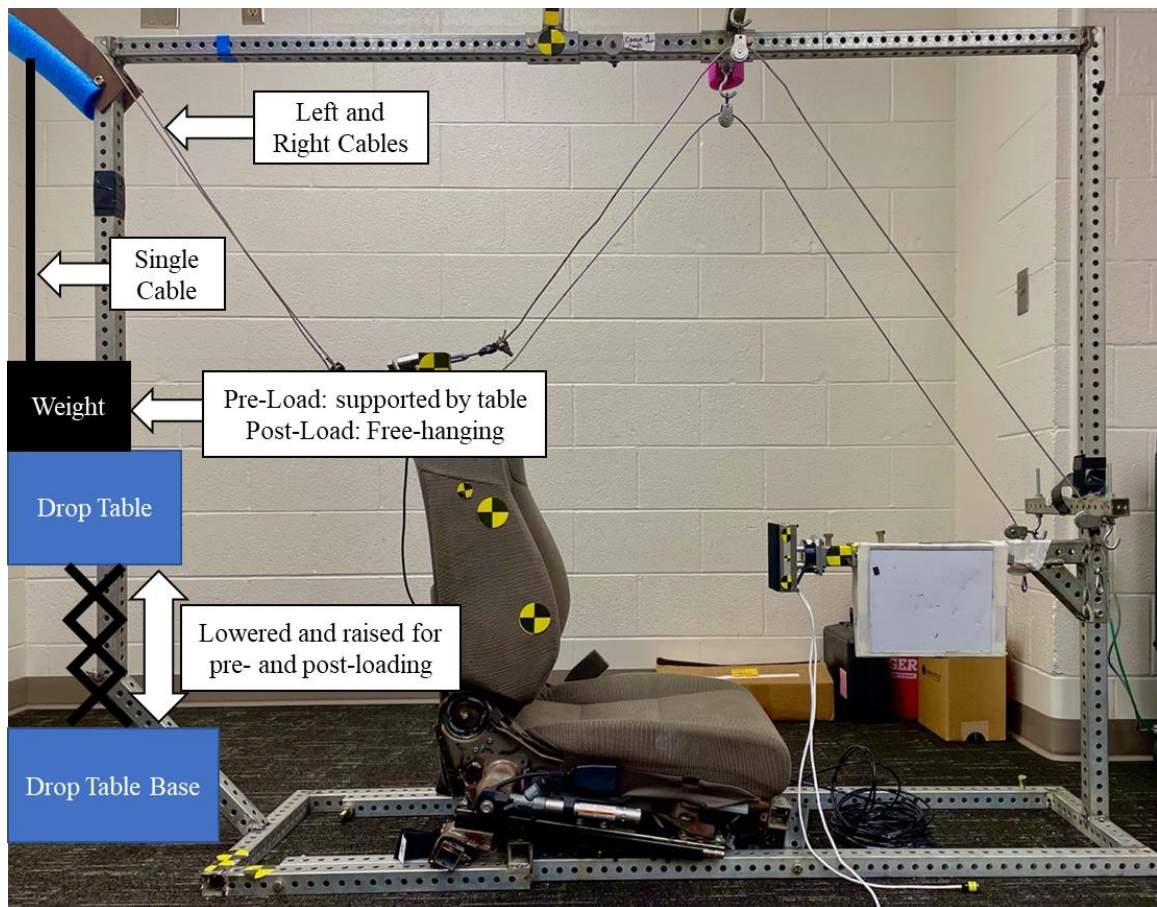 Left and
Right Cables
Single
Cable
Weight
Pre-Load: supported by table
Post-Load: Free-hanging
Drop Table
Lowered and raised for
pre- and post-loading
Drop Table Base
GER